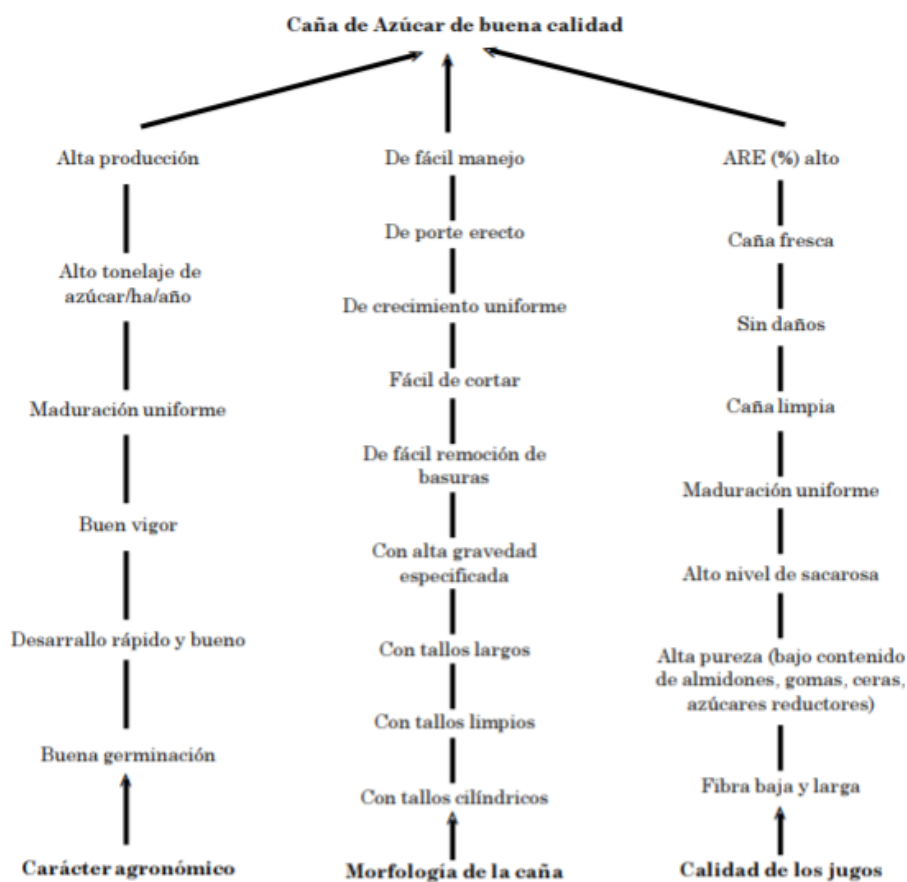 Caña de Azúcar de buena calidad
Alta producción
Alto tonelaje de
azúcar/ha/año
Maduración uniforme
Buen vigor
Desarrallo rápido y bueno
Buena germinación
Carácter agronómico
De fácil manejo
De porte erecto
De crecimiento uniforme
Fácil de cortar
De fácil remoción de
basuras
Con alta gravedad
especificada
Con tallos largos
Con tallos limpios
Con tallos cilíndricos
Morfología de la caña
ARE (%) alto
Caña fresca
Sin daños
Caña limpia
Maduración uniforme
Alto nivel de sacarosa
Alta pureza (bajo contenido
de almidones, gomas, ceras,
azúcares reductores)
Fibra baja y larga
Calidad de los jugos